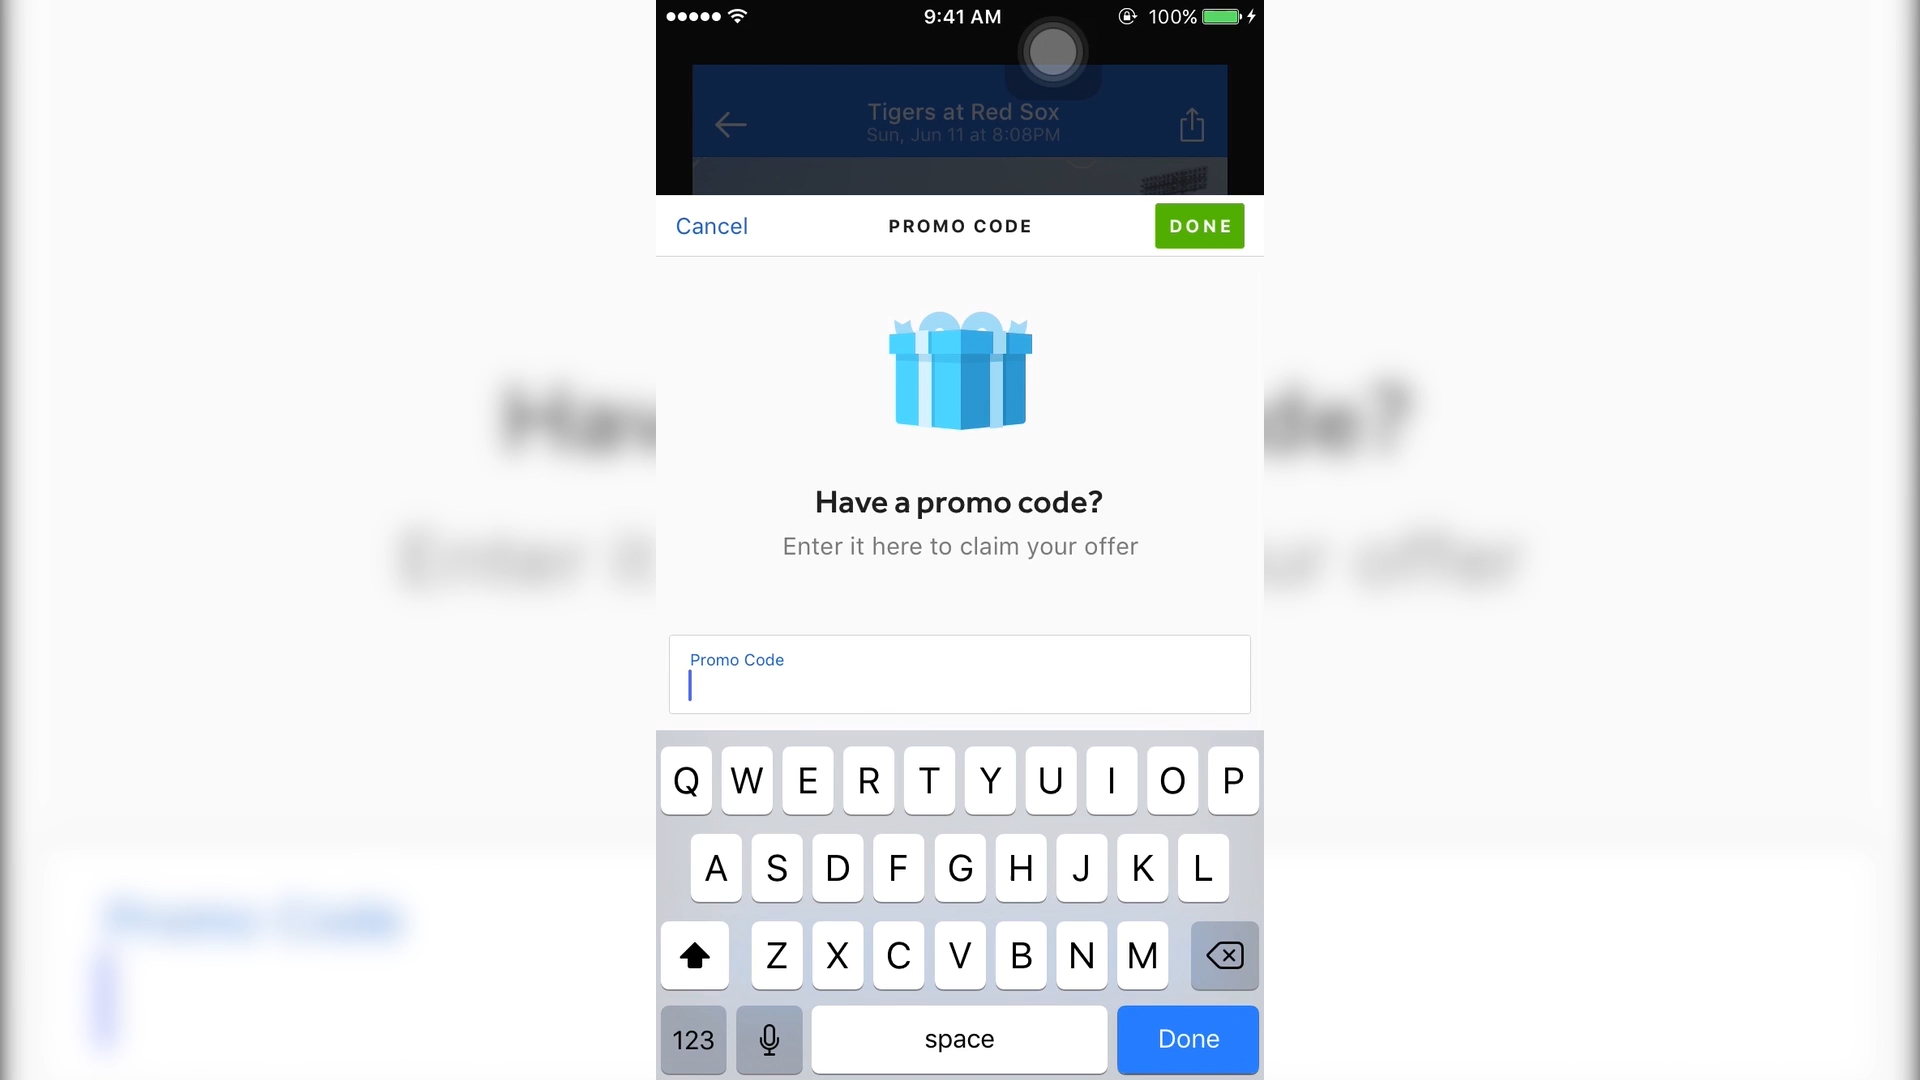 9:41 AM
100%
Tigers at Red Sox
Sun, Jun 11 at 8:08PM
Cancel
PROMO CODE
DONE
Have a promo code?
Enter it here to claim your offer
Promo Code
Q W E R T Y U I O P
A S D F G H J K L
Z X C V B N M
123
space
Done